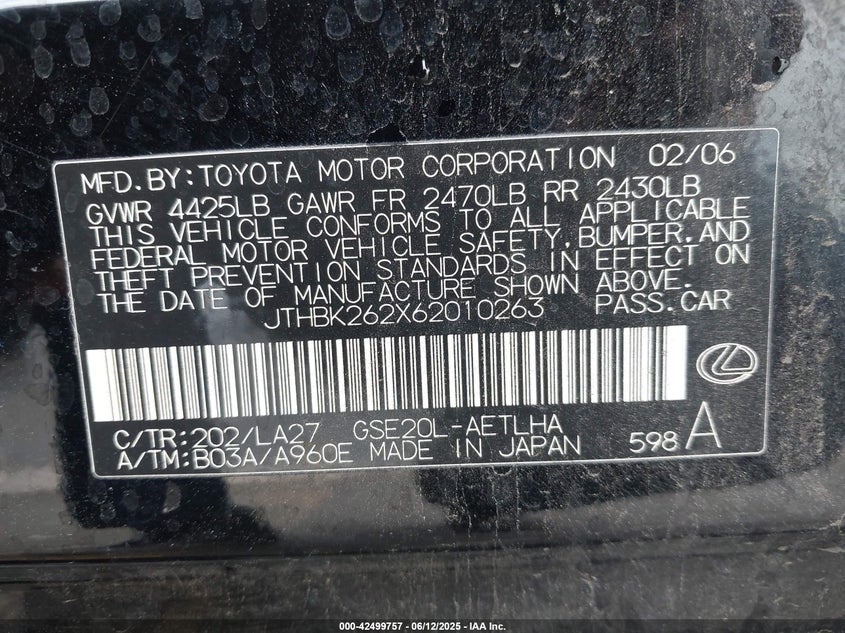 MFD.BY:TOYOTA MOTOR CORPORATION 02/06
GVWR 4425LB GAWR FR 2470LB RR 2430LB
THIS VEHICLE CONFORMS TO ALL APPLICABLE
FEDERAL MOTOR VEHICLE SAFETY,BUMPER,AND
THEFT PREVENTION STANDARDS IN EFFECT ON
THE DATE OF MANUFACTURE SHOWN ABOVE.
JTHBK262X62010263 PASS.CAR
C/TR:202/LA27 GSE20L-AETLHA
A/TM:B03A/A960E MADE IN JAPAN 598 A
000-42499757 - 06/12/2025 - IAA Inc.